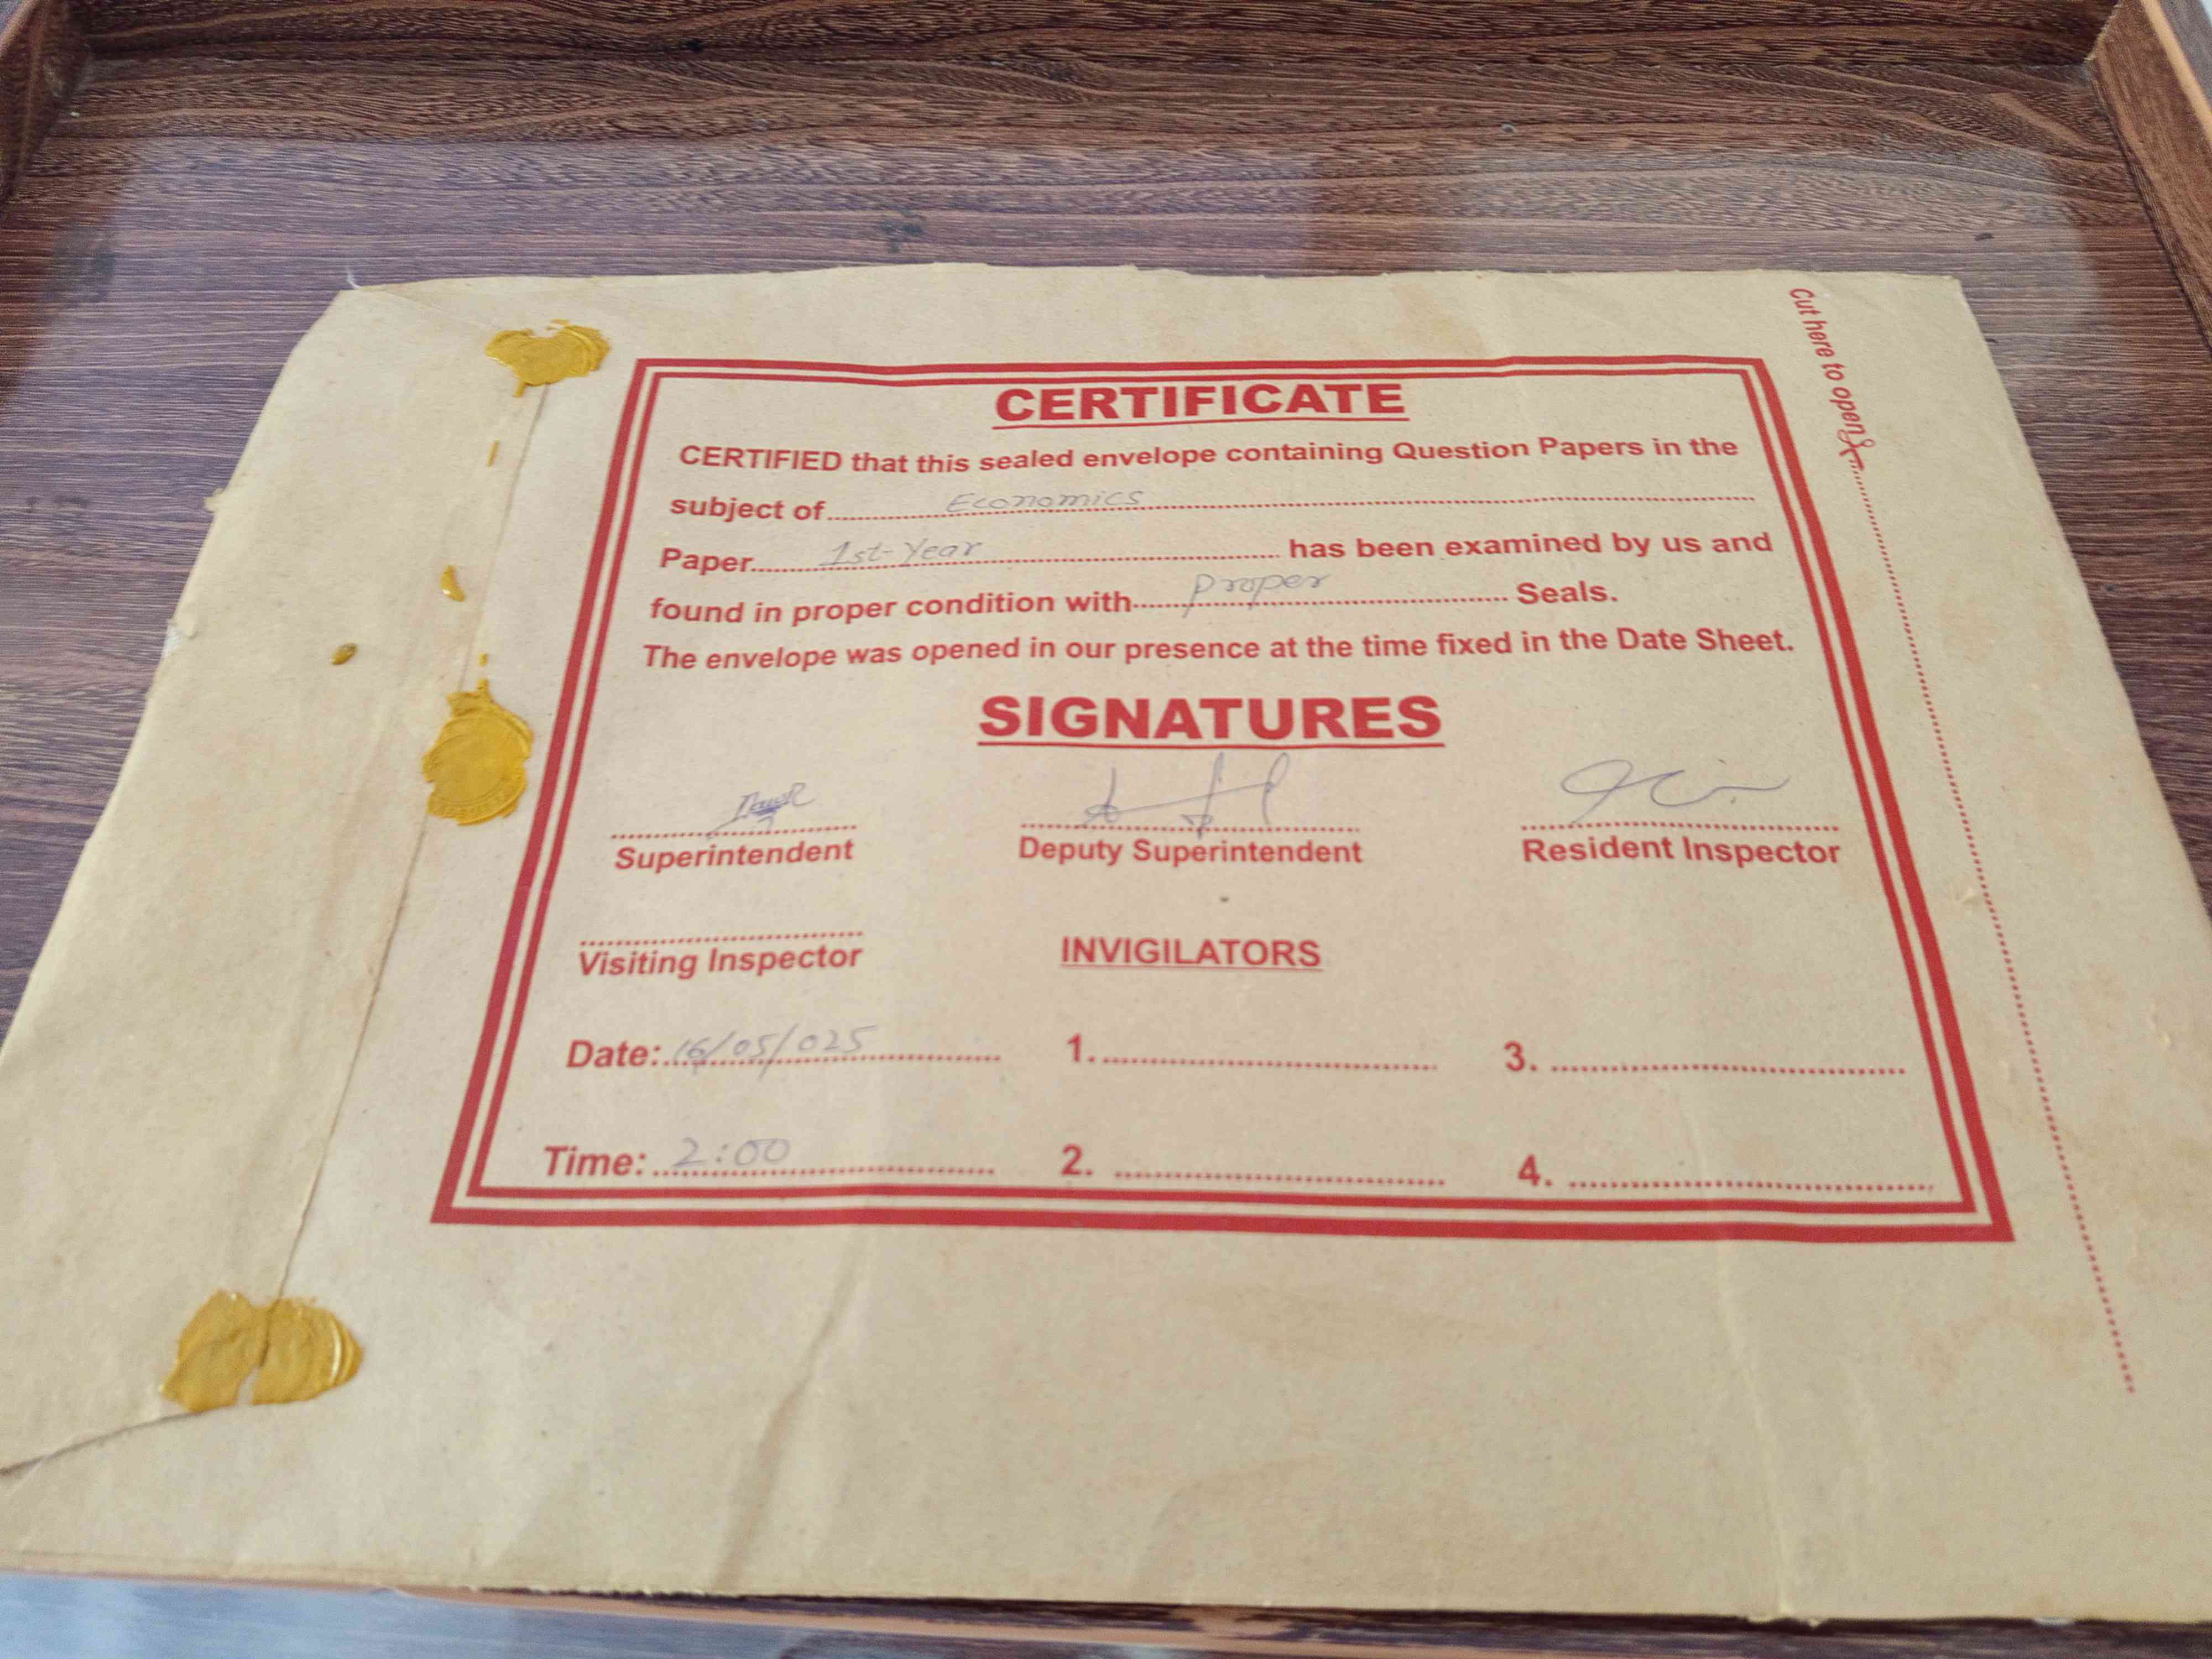 Cut here to open
CERTIFICATE
CERTIFIED that this sealed envelope containing Question Papers in the
subject of Economics
Paper 1st-Year has been examined by us and
found in proper condition with Proper Seals.
The envelope was opened in our presence at the time fixed in the Date Sheet.
SIGNATURES
Superintendent Deputy Superintendent Resident Inspector
Visiting Inspector INVIGILATORS
Date: 16/05/025 1. 3.
Time: 2:00 2. 4.